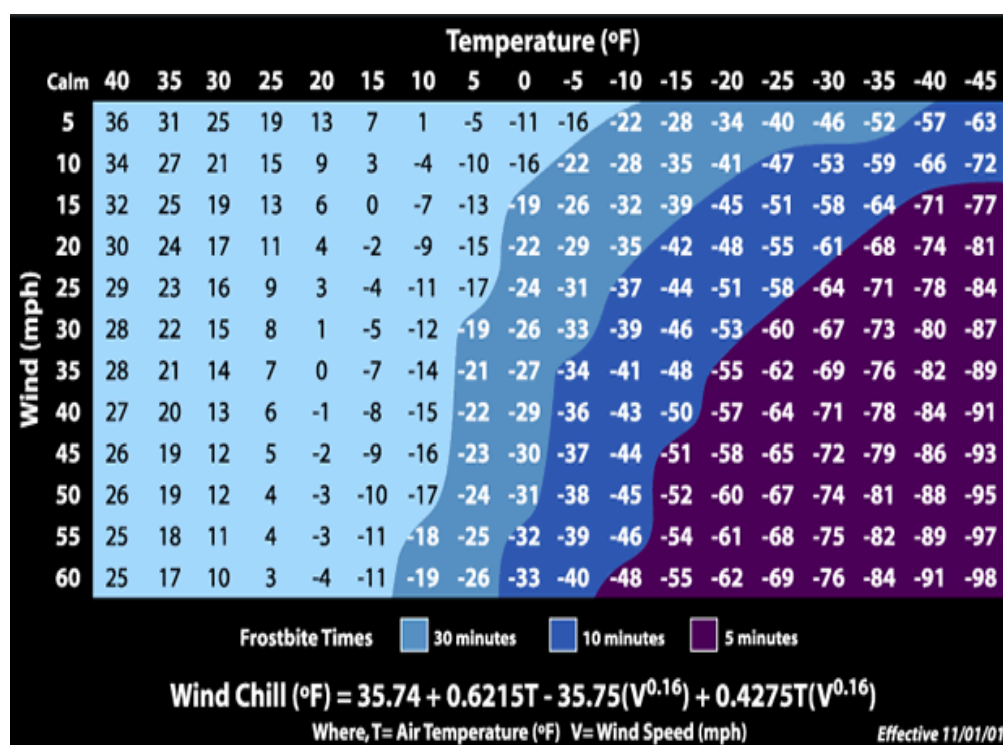 Temperature (ºF)
Calm 40 35 30 25 20 15 10 5 0 -5 -10 -15 -20 -25 -30 -35 -40 -45
5 36 31 25 19 13 7 1 -5 -11 -16 -22 -28 -34 -40 -46 -52 -57 -63
10 34 27 21 15 9 3 -4 -10 -16 -22 -28 -35 -41 -47 -53 -59 -66 -72
15 32 25 19 13 6 0 -7 -13 -19 -26 -32 -39 -45 -51 -58 -64 -71 -77
20 30 24 17 11 4 -2 -9 -15 -22 -29 -35 -42 -48 -55 -61 -68 -74 -81
25 29 23 16 9 3 -4 -11 -17 -24 -31 -37 -44 -51 -58 -64 -71 -78 -84
30 28 22 15 8 1 -5 -12 -19 -26 -33 -39 -46 -53 -60 -67 -73 -80 -87
35 28 21 14 7 0 -7 -14 -21 -27 -34 -41 -48 -55 -62 -69 -76 -82 -89
40 27 20 13 6 -1 -8 -15 -22 -29 -36 -43 -50 -57 -64 -71 -78 -84 -91
45 26 19 12 5 -2 -9 -16 -23 -30 -37 -44 -51 -58 -65 -72 -79 -86 -93
50 26 19 12 4 -3 -10 -17 -24 -31 -38 -45 -52 -60 -67 -74 -81 -88 -95
55 25 18 11 4 -3 -11 -18 -25 -32 -39 -46 -54 -61 -68 -75 -82 -89 -97
60 25 17 10 3 -4 -11 -19 -26 -33 -40 -48 -55 -62 -69 -76 -84 -91 -98
Wind (mph)
Frostbite Times 30 minutes 10 minutes 5 minutes
Wind Chill (ºF) = 35.74 + 0.6215T - 35.75(V^0.16) + 0.4275T(V^0.16)
Where, T= Air Temperature (ºF) V= Wind Speed (mph)
Effective 11/01/01